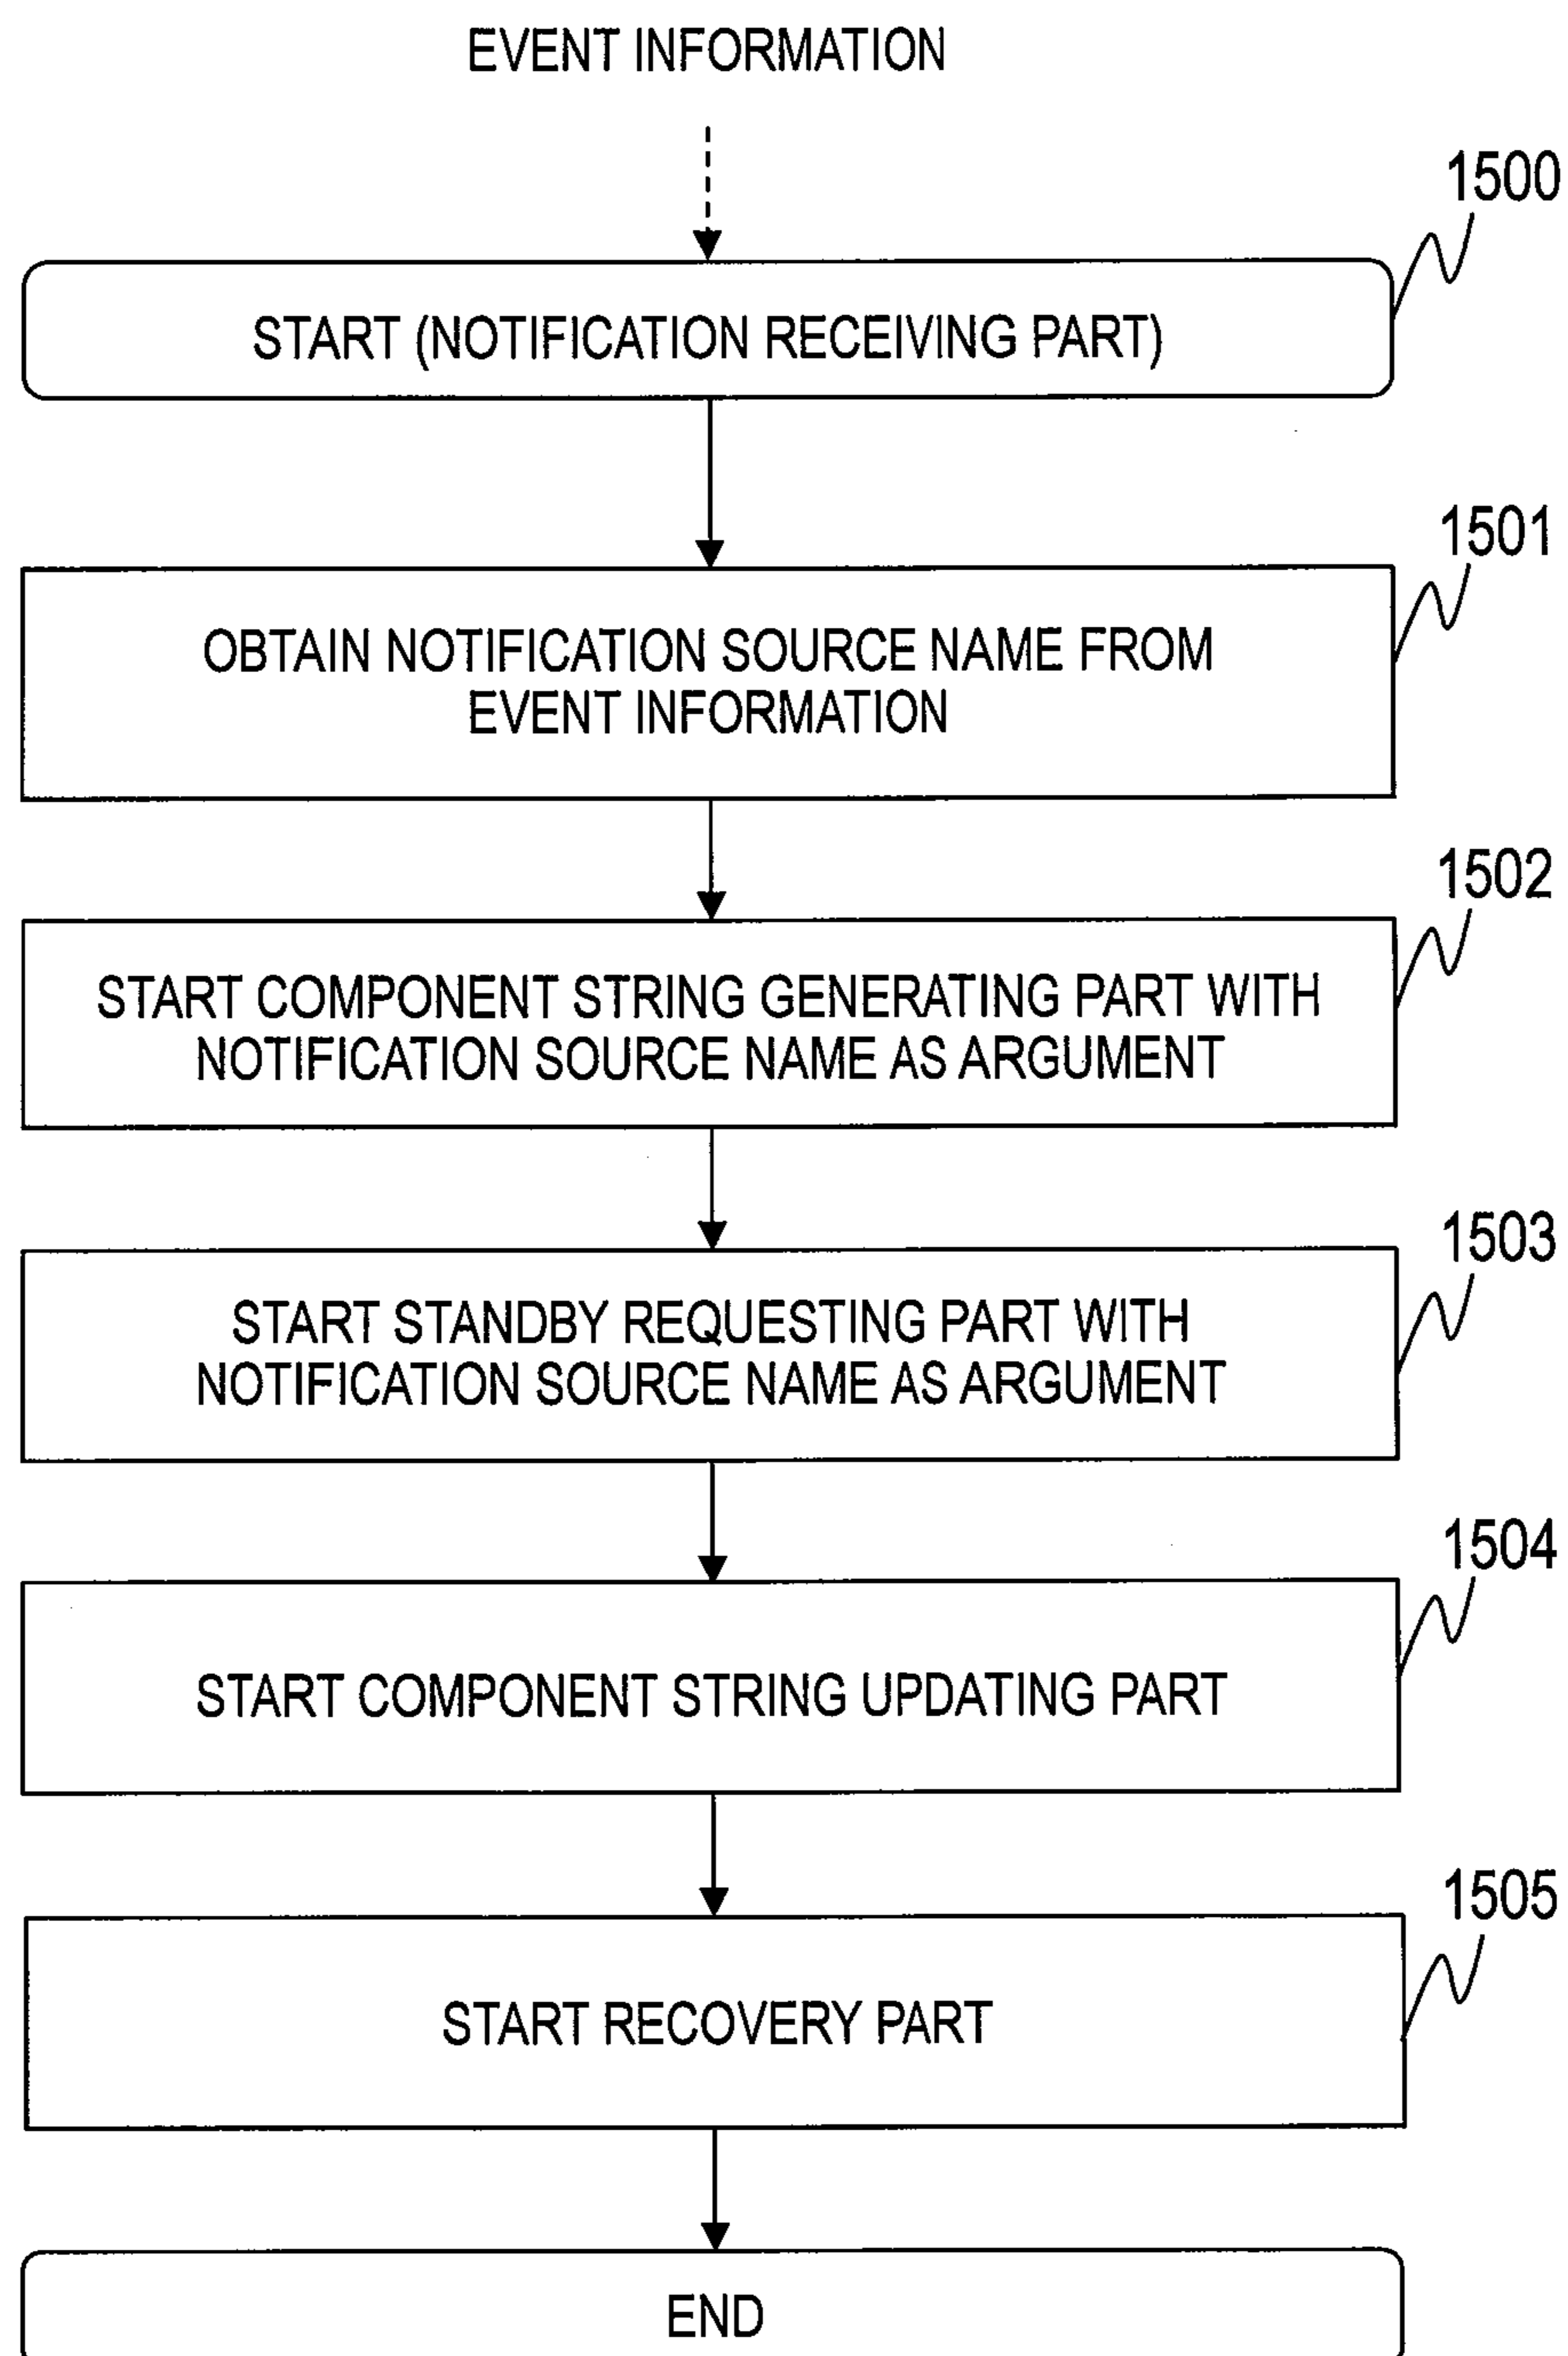 EVENT INFORMATION
1500
START (NOTIFICATION RECEIVING PART)
1501
OBTAIN NOTIFICATION SOURCE NAME FROM
EVENT INFORMATION
1502
START COMPONENT STRING GENERATING PART WITH
NOTIFICATION SOURCE NAME AS ARGUMENT
1503
START STANDBY REQUESTING PART WITH
NOTIFICATION SOURCE NAME AS ARGUMENT
1504
START COMPONENT STRING UPDATING PART
1505
START RECOVERY PART
END